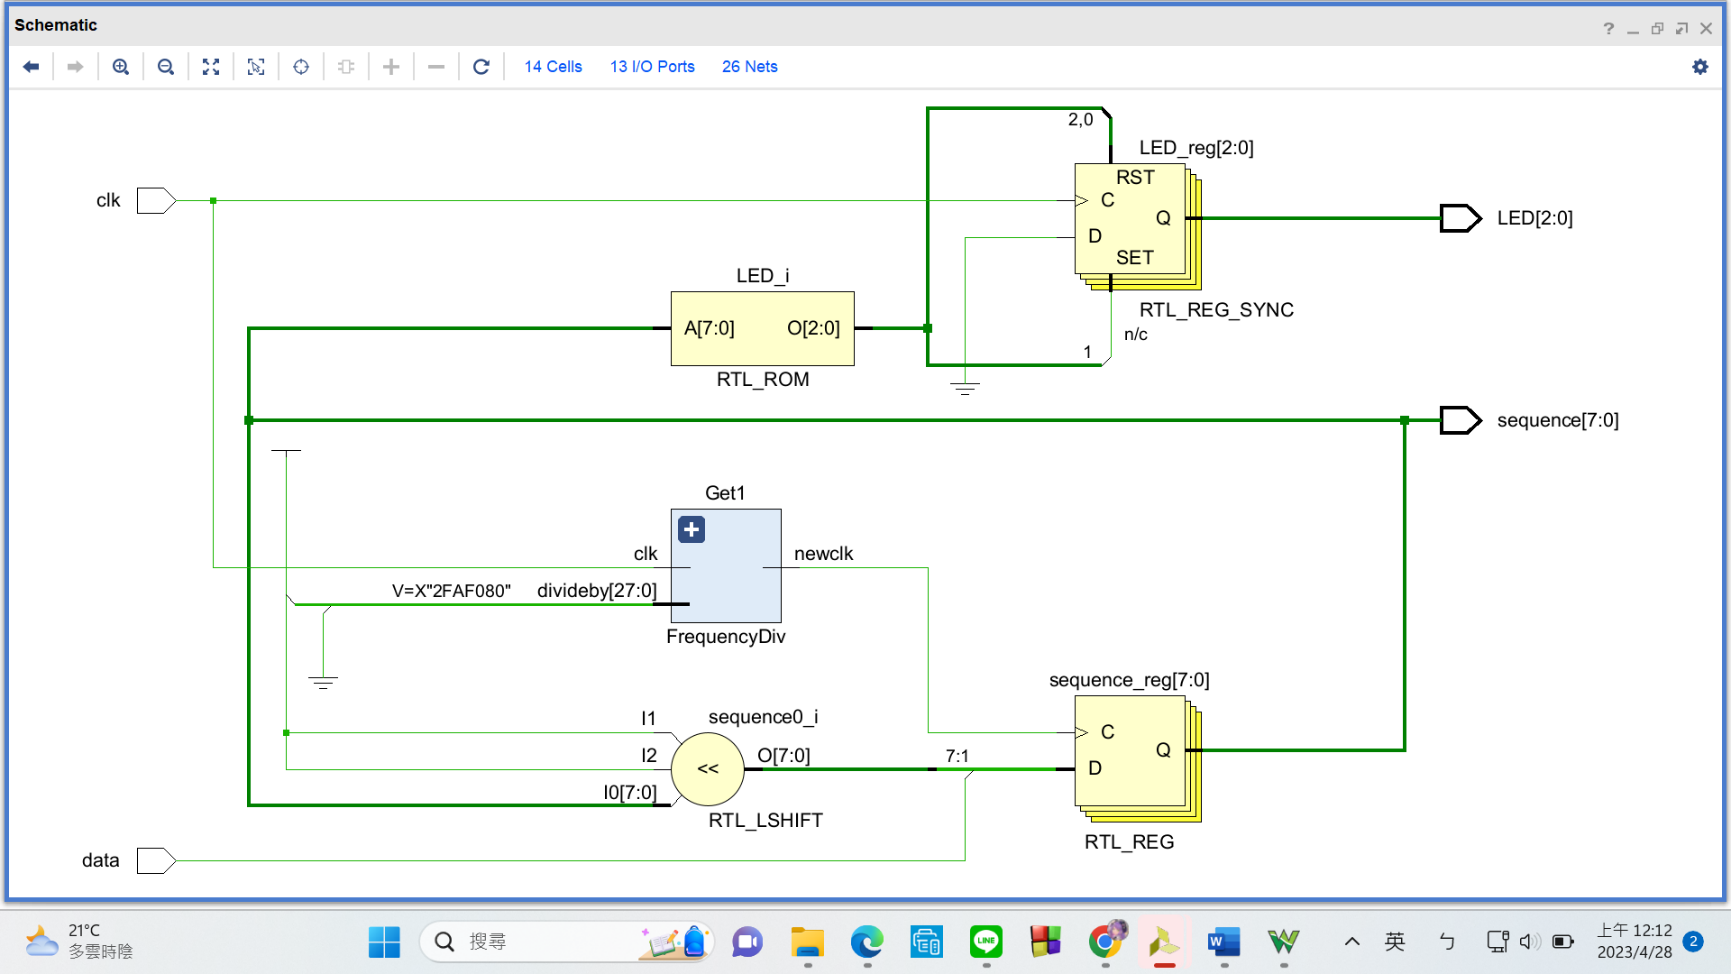 Schematic
14 Cells 13 I/O Ports 26 Nets
2,0
LED_reg[2:0]
RST
clk
C
Q
LED[2:0]
D
SET
LED_i
RTL_REG_SYNC
A[7:0] O[2:0]
n/c
1
RTL_ROM
sequence[7:0]
Get1
clk
newclk
V=X"2FAF080"
divideby[27:0]
FrequencyDiv
sequence_reg[7:0]
I1
sequence0_i
C
Q
I2
O[7:0]
7:1
<<
D
I0[7:0]
RTL_LSHIFT
RTL_REG
data
21°C
多雲時陰
搜尋
LINE
W
英
ㄅ
上午 12:12
2023/4/28
2